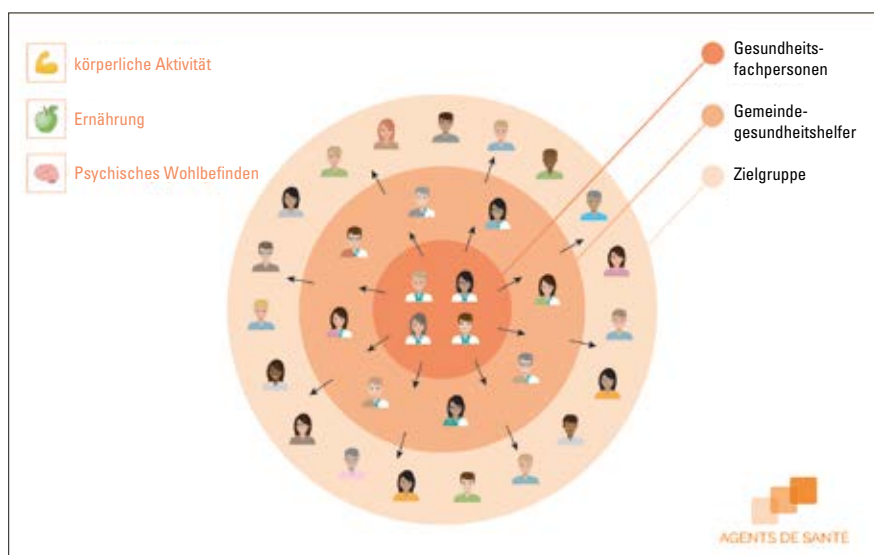 körperliche Aktivität
Ernährung
Psychisches Wohlbefinden
Gesundheits-
fachpersonen
Gemeinde-
gesundheitshelfer
Zielgruppe
AGENTS DE SANTÉ